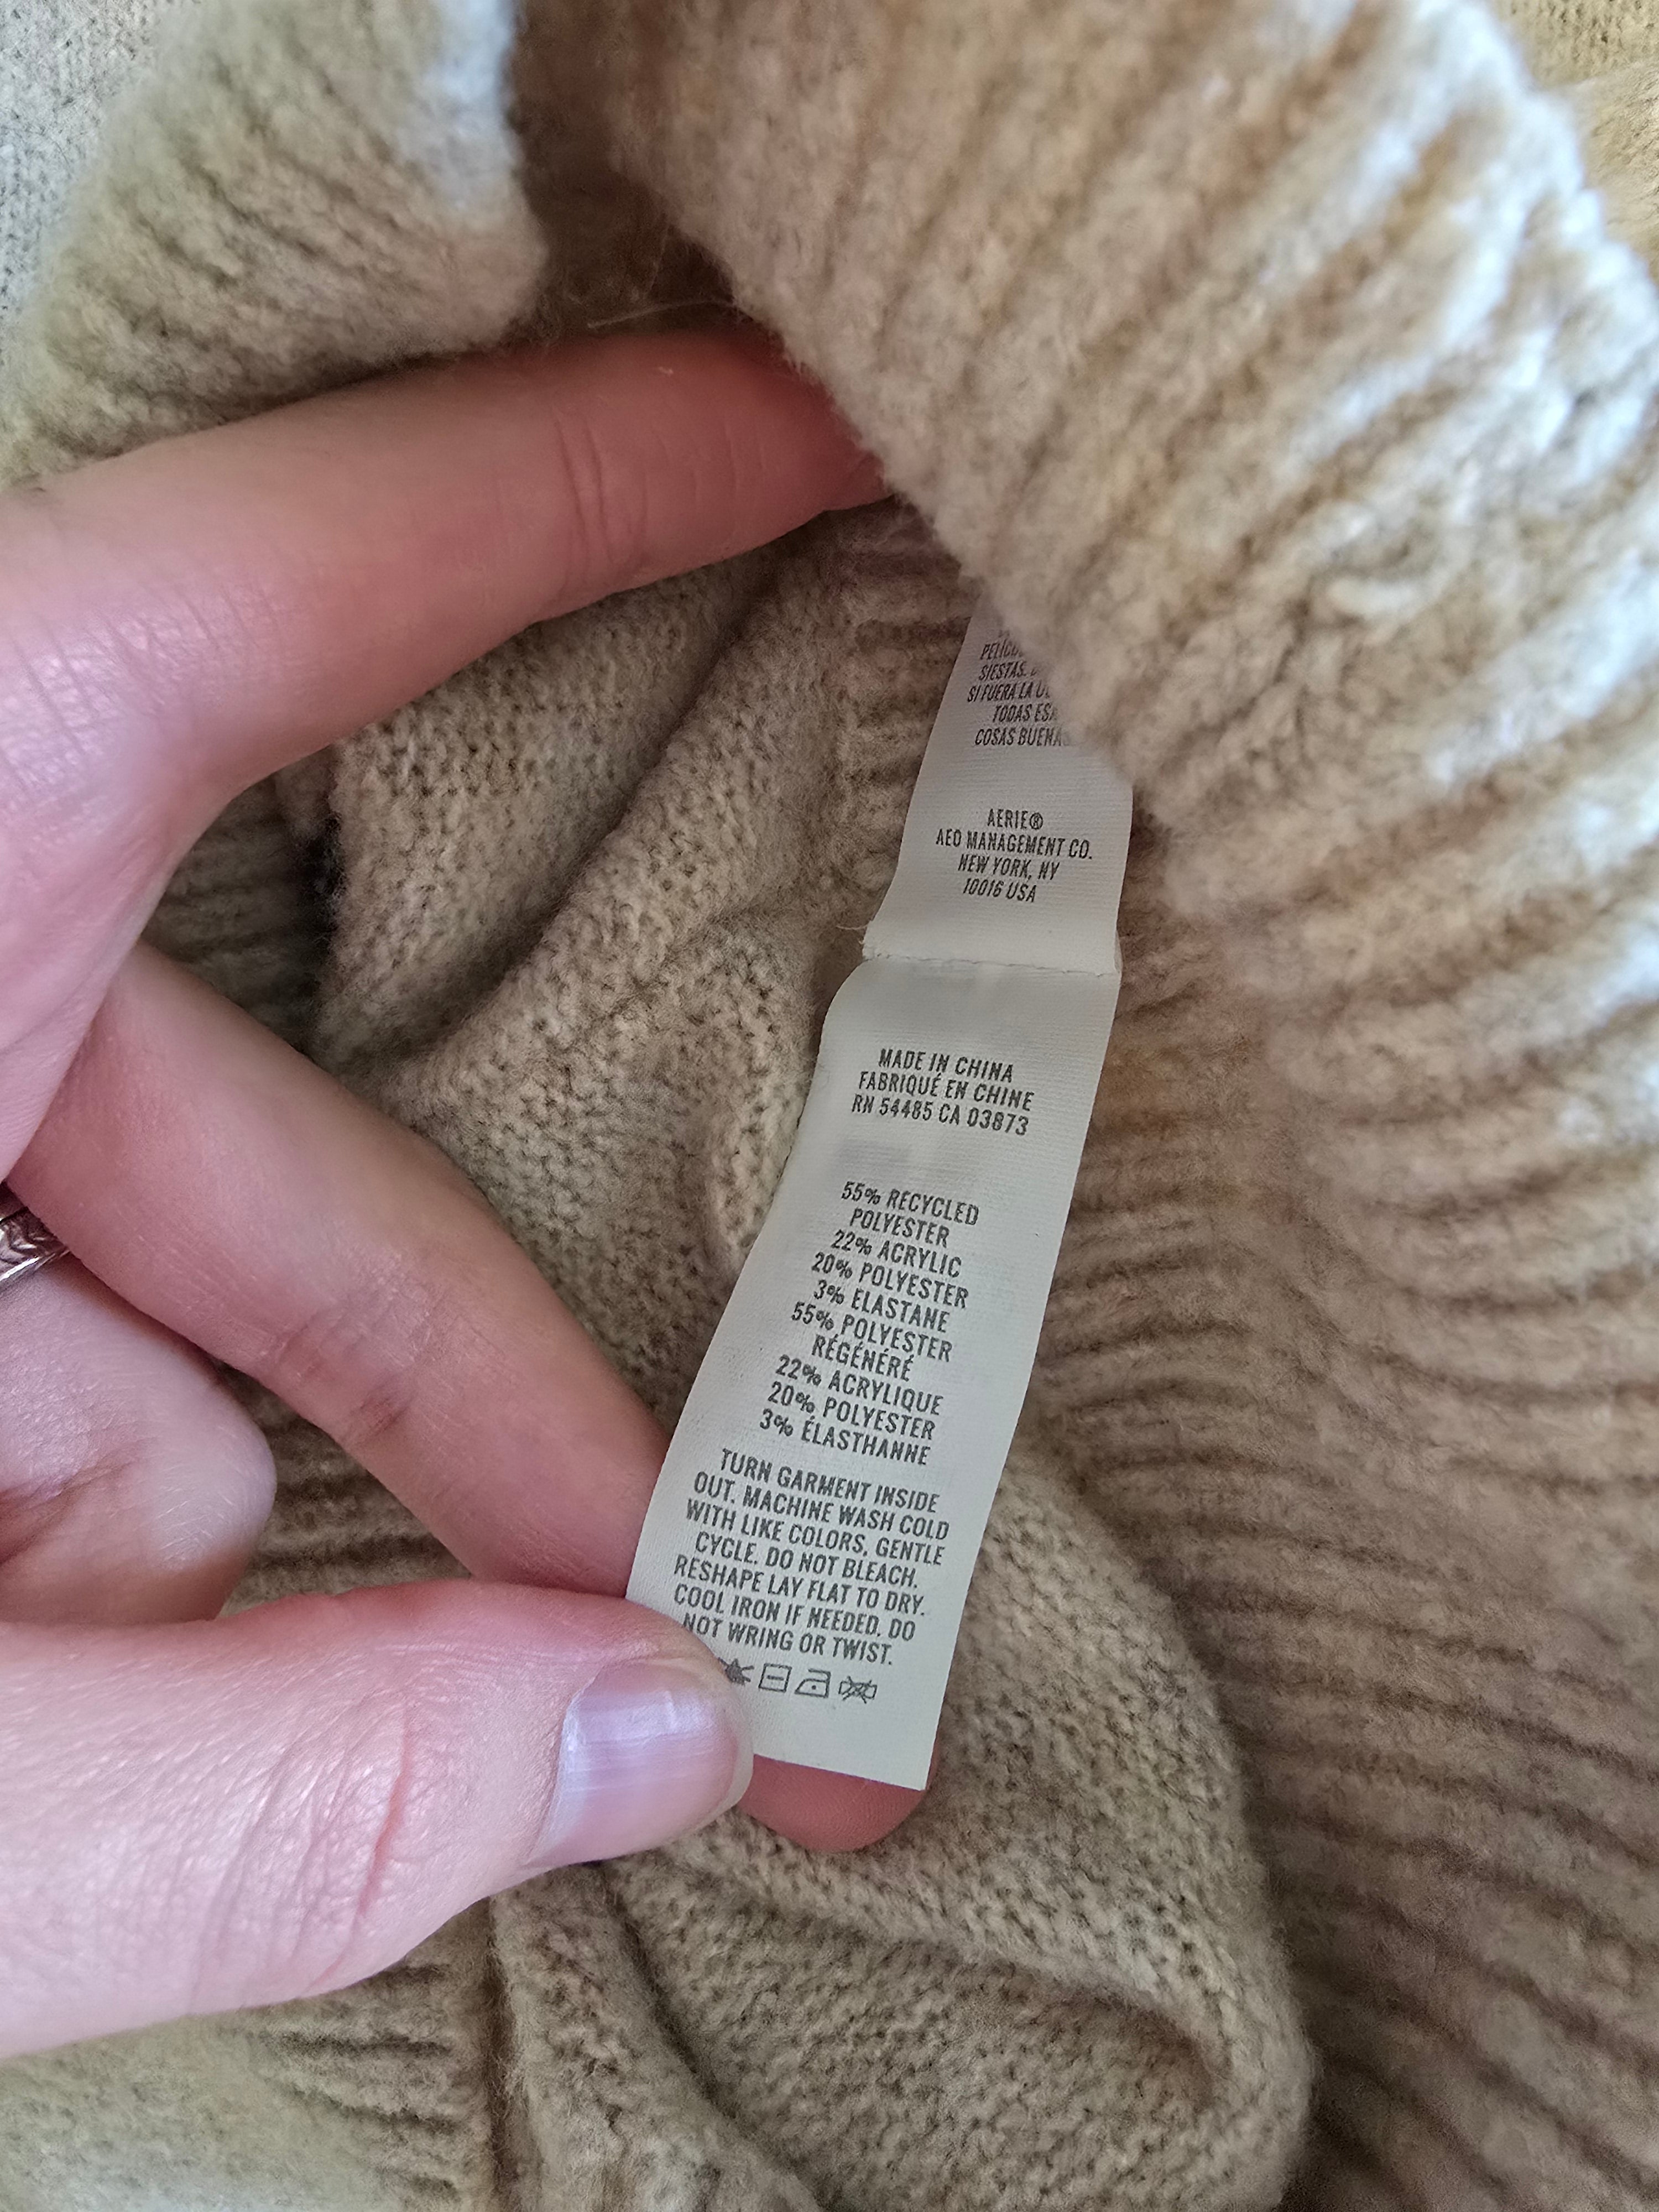 SIESTAS.
SI FUERA LA
TODAS
COSAS
AERIE®
AEO MANAGEMENT CO.
NEW YORK, NY
10016 USA
MADE IN CHINA
FABRIQUÉ EN CHINE
RN 54485 CA 03873
55% RECYCLED
POLYESTER
22% ACRYLIC
20% POLYESTER
3% ELASTANE
55% POLYESTER
RÉGÉNÉRÉ
22% ACRYLIQUE
20% POLYESTER
3% ÉLASTHANNE
TURN GARMENT INSIDE
OUT. MACHINE WASH COLD
WITH LIKE COLORS, GENTLE
CYCLE. DO NOT BLEACH.
RESHAPE LAY FLAT TO DRY.
COOL IRON IF NEEDED. DO
NOT WRING OR TWIST.